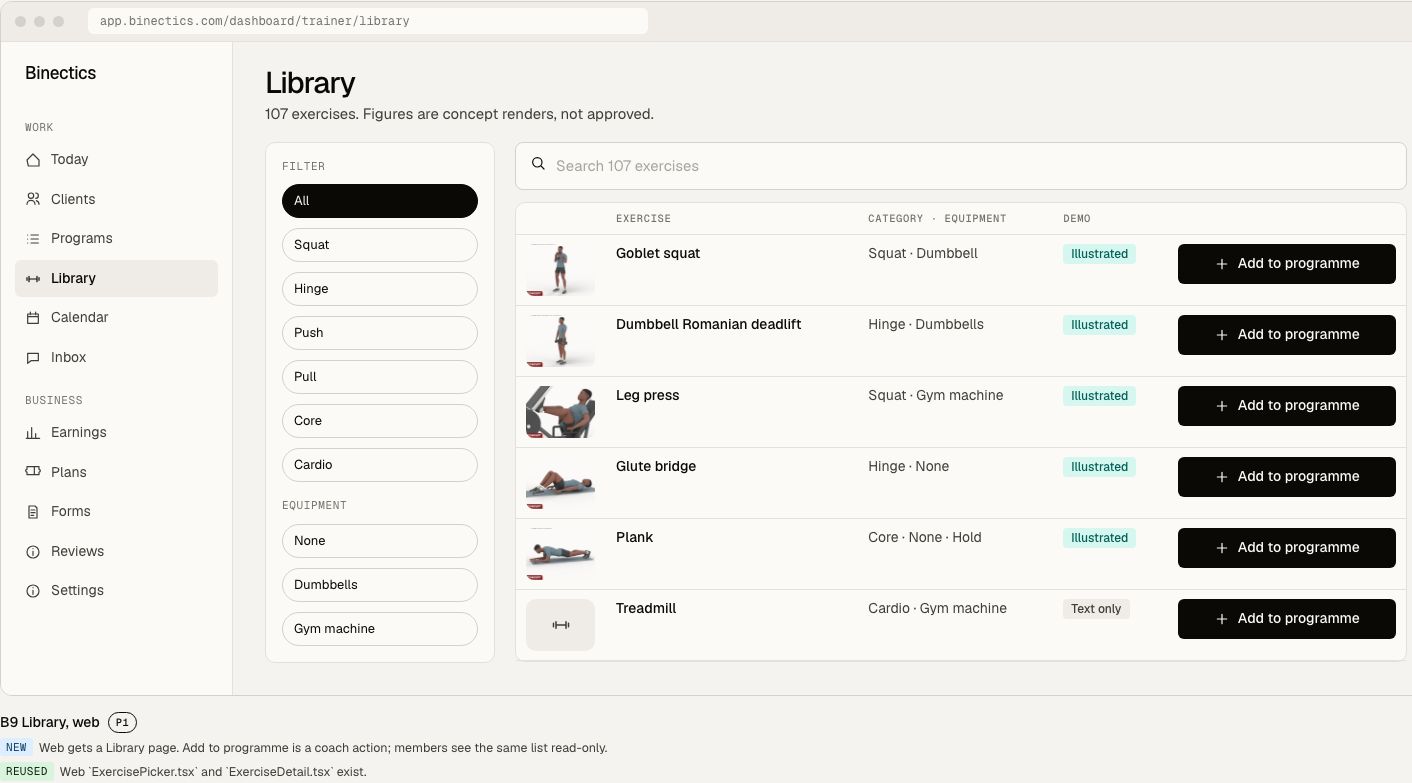 app.binectics.com/dashboard/trainer/library
Binectics
WORK
Today
Clients
Programs
Library
Calendar
Inbox
BUSINESS
Earnings
Plans
Forms
Reviews
Settings
Library
107 exercises. Figures are concept renders, not approved.
FILTER
All
Squat
Hinge
Push
Pull
Core
Cardio
EQUIPMENT
None
Dumbbells
Gym machine
Search 107 exercises
EXERCISE CATEGORY · EQUIPMENT DEMO
Goblet squat Squat · Dumbbell Illustrated + Add to programme
Dumbbell Romanian deadlift Hinge · Dumbbells Illustrated + Add to programme
Leg press Squat · Gym machine Illustrated + Add to programme
Glute bridge Hinge · None Illustrated + Add to programme
Plank Core · None · Hold Illustrated + Add to programme
Treadmill Cardio · Gym machine Text only + Add to programme
B9 Library, web P1
NEW Web gets a Library page. Add to programme is a coach action; members see the same list read-only.
REUSED Web `ExercisePicker.tsx` and `ExerciseDetail.tsx` exist.